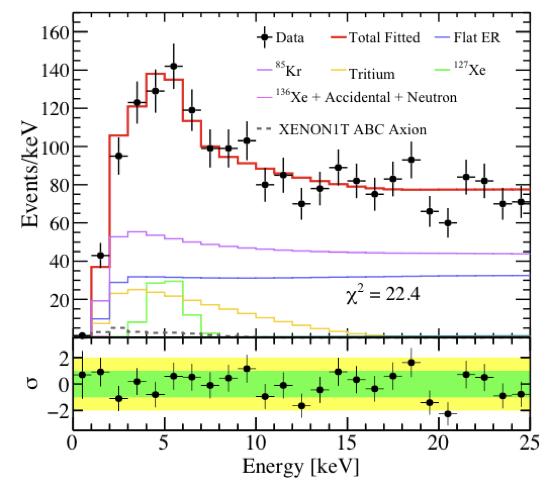 160
140
120
100
80
60
40
20
Events/keV
Data Total Fitted Flat ER
⁸⁵Kr Tritium ¹²⁷Xe
¹³⁶Xe + Accidental + Neutron
XENON1T ABC Axion
χ² = 22.4
2
0
−2
σ
0 5 10 15 20 25
Energy [keV]